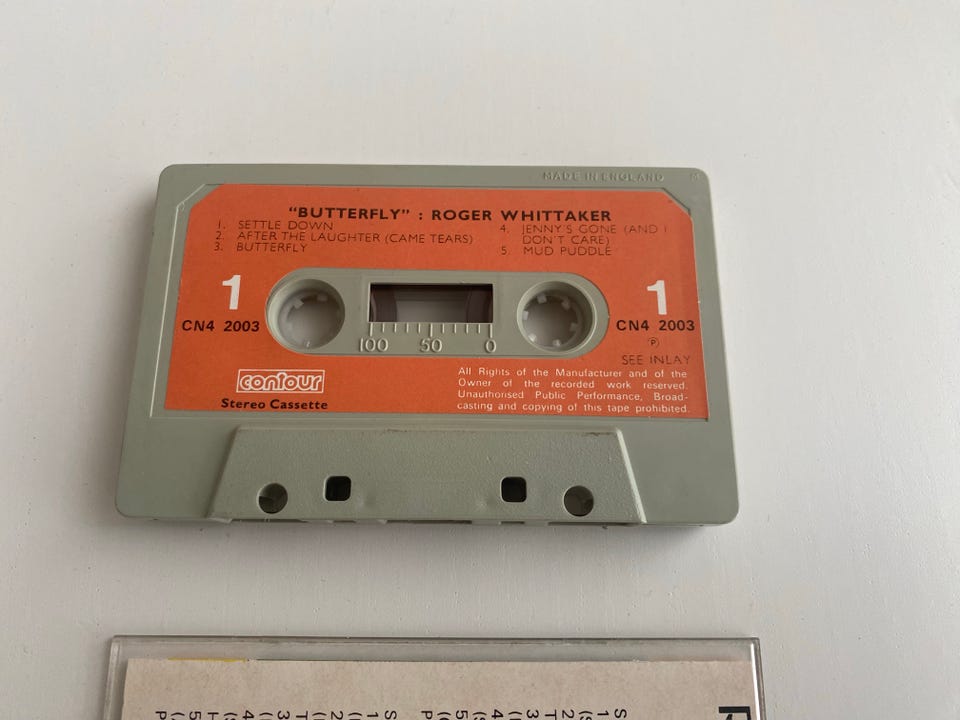 MADE IN ENGLAND
"BUTTERFLY" : ROGER WHITTAKER
1. SETTLE DOWN
2. AFTER THE LAUGHTER (CAME TEARS)
3. BUTTERFLY
4. JENNY'S GONE (AND I
DON'T CARE)
5. MUD PUDDLE
1
CN4 2003
100 50 0
1
CN4 2003
Ⓟ
SEE INLAY
contour
Stereo Cassette
All Rights of the Manufacturer and of the
Owner of the recorded work reserved.
Unauthorised Public Performance, Broad-
casting and copying of this tape prohibited.